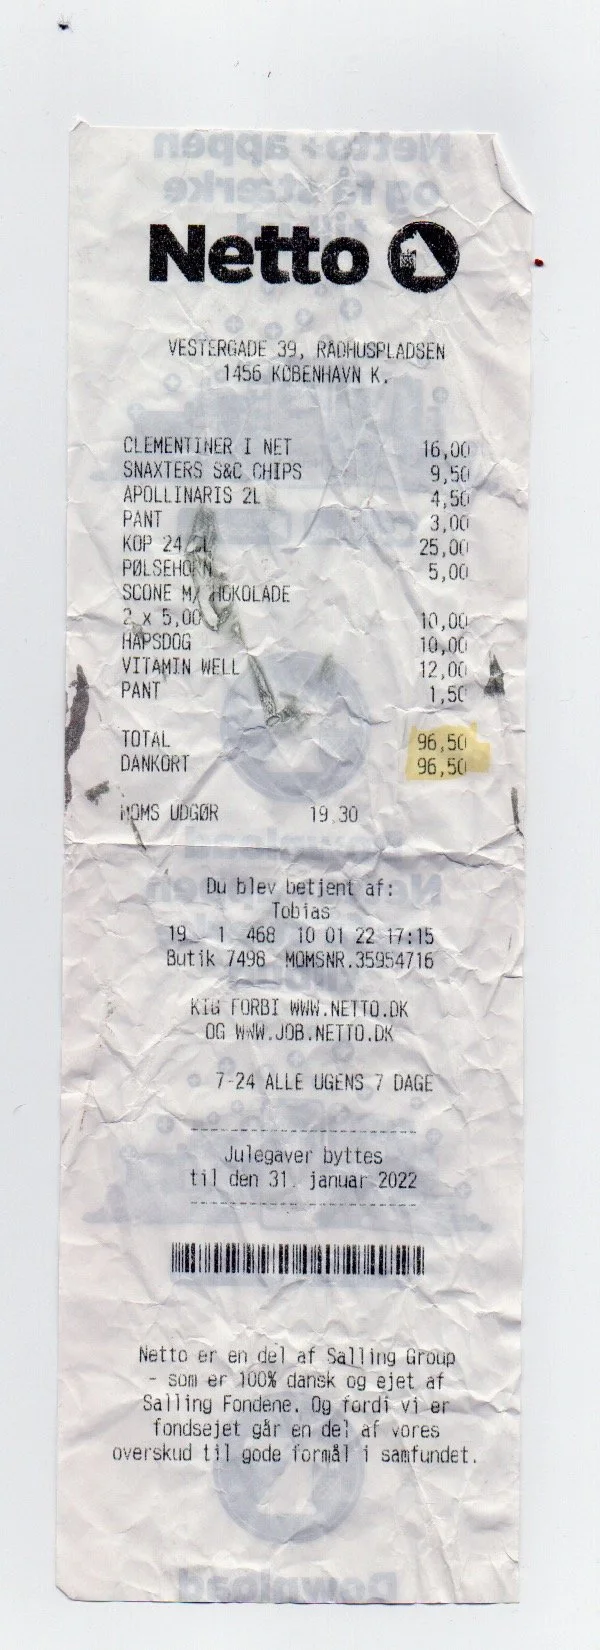 Netto
VESTERGADE 39, RADHUSPLADSEN
1456 KØBENHAVN K.
CLEMENTINER I NET 16,00
SNAXTERS S&C CHIPS 9,50
APOLLINARIS 2L 4,50
PANT 3,00
KOP 24 CL 25,00
PØLSEHORN 5,00
SCONE M/ CHOKOLADE
2 x 5,00 10,00
HAPSDOG 10,00
VITAMIN WELL 12,00
PANT 1,50
TOTAL 96,50
DANKORT 96,50
MOMS UDGØR 19.30
Du blev betjent af:
Tobias
19 1 468 10 01 22 17:15
Butik 7498 MOMSNR.35954716
KIG FORBI WWW.NETTO.DK
OG WWW.JOB.NETTO.DK
7-24 ALLE UGENS 7 DAGE
Julegaver byttes
til den 31. januar 2022
Netto er en del af Salling Group
- som er 100% dansk og ejet af
Salling Fondene. Og fordi vi er
fondsejet går en del af vores
overskud til gode formål i samfundet.